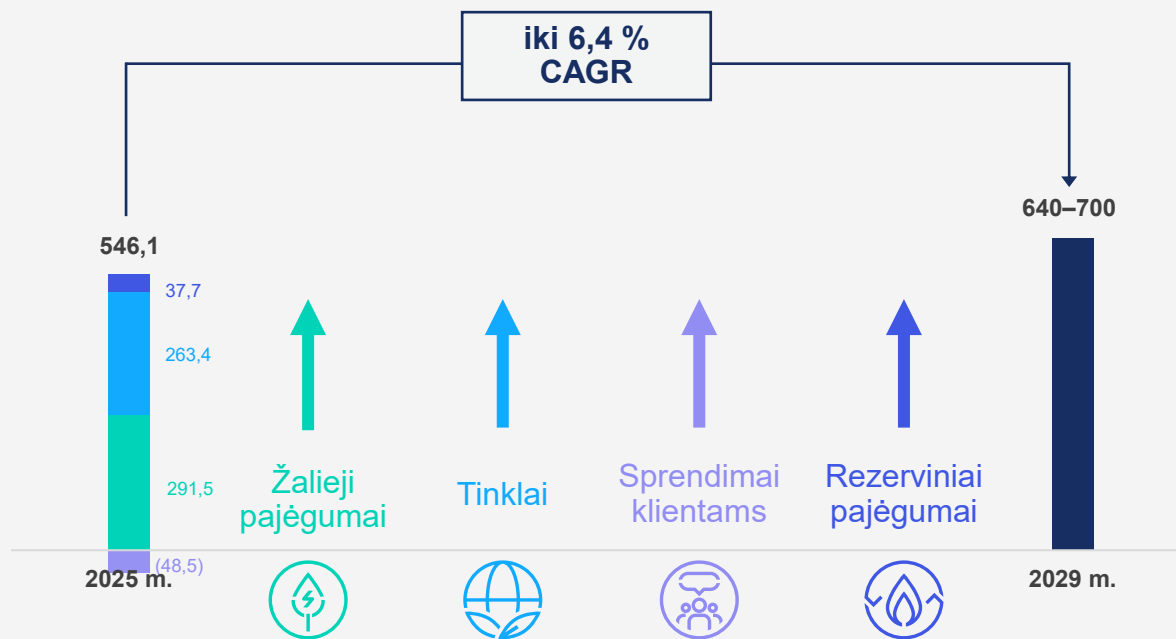 iki 6,4 %
CAGR
640–700
546,1
37,7
263,4
291,5
(48,5)
Žalieji
pajėgumai
Tinklai
Sprendimai
klientams
Rezerviniai
pajėgumai
2025 m.
2029 m.